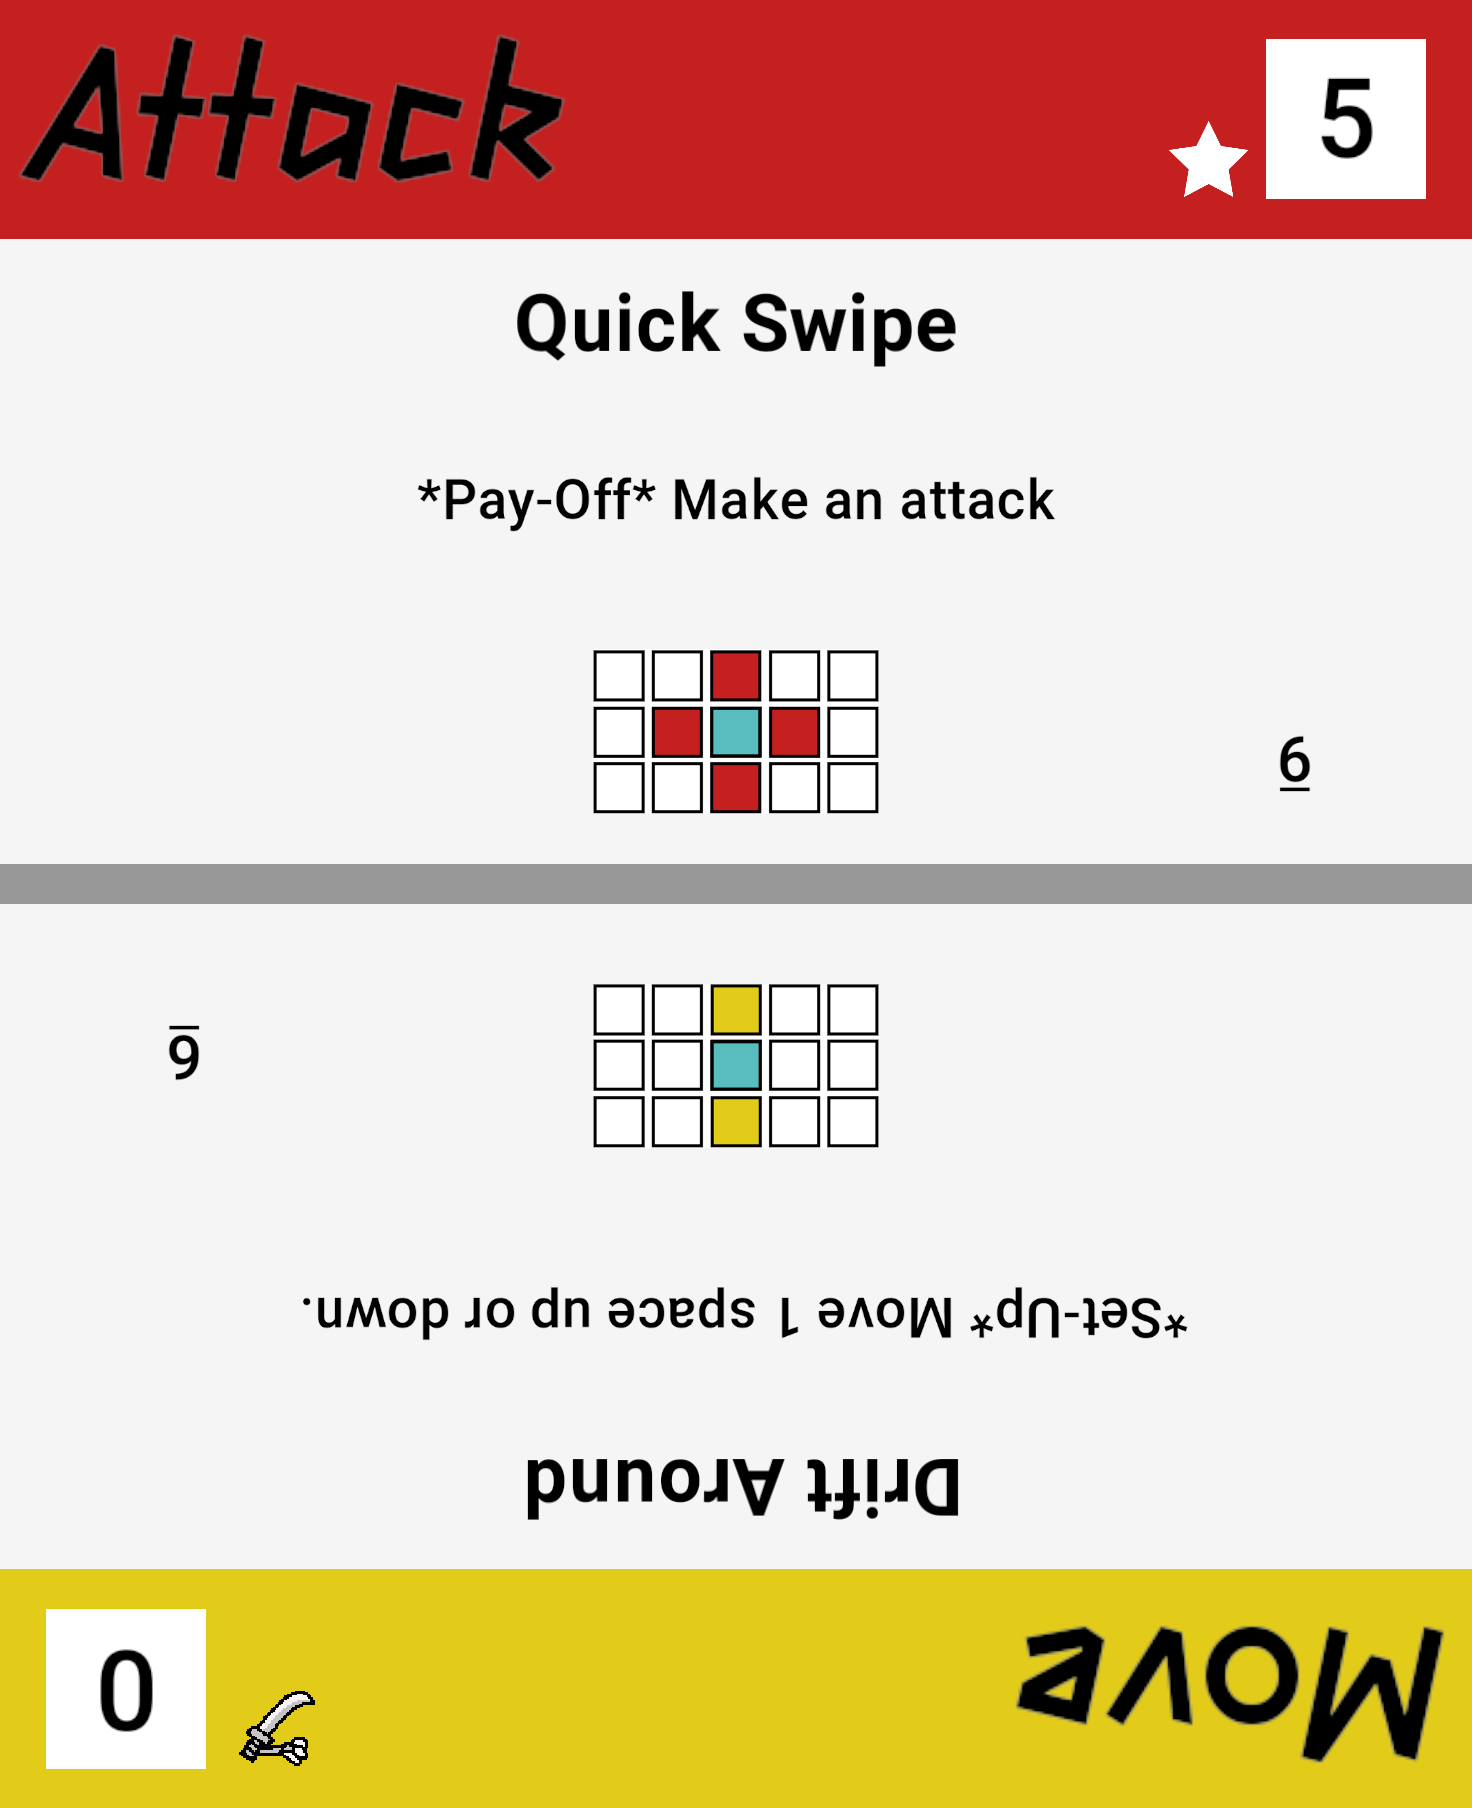 Attack
5
Quick Swipe
*Pay-Off* Make an attack
6
Move
0
Drift Around
*Set-Up* Move 1 space up or down.
6